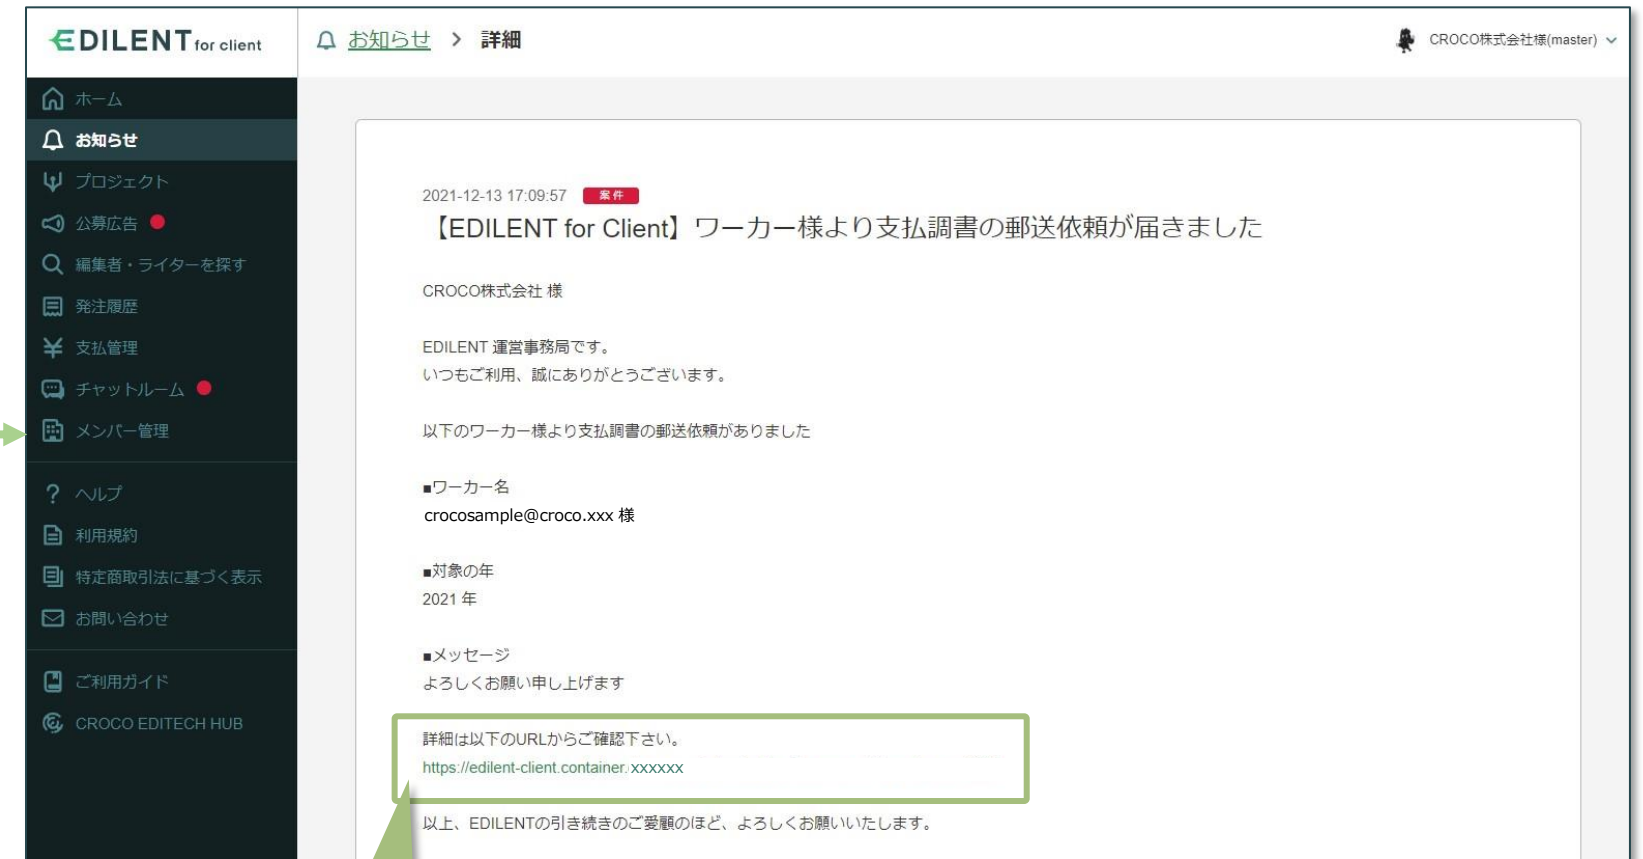 EDILENT for client
お知らせ > 詳細
CROCO株式会社様(master)
ホーム
お知らせ
プロジェクト
公募広告
編集者・ライターを探す
発注履歴
支払管理
チャットルーム
メンバー管理
ヘルプ
利用規約
特定商取引法に基づく表示
お問い合わせ
ご利用ガイド
CROCO EDITECH HUB
2021-12-13 17:09:57 案件
【EDILENT for Client】ワーカー様より支払調書の郵送依頼が届きました
CROCO株式会社 様
EDILENT 運営事務局です。
いつもご利用、誠にありがとうございます。
以下のワーカー様より支払調書の郵送依頼がありました
■ワーカー名
crocosample@croco.xxx 様
■対象の年
2021 年
■メッセージ
よろしくお願い申し上げます
詳細は以下のURLからご確認下さい。
https://edilent-client.container.xxxxxx
以上、EDILENTの引き続きのご愛顧のほど、よろしくお願いいたします。